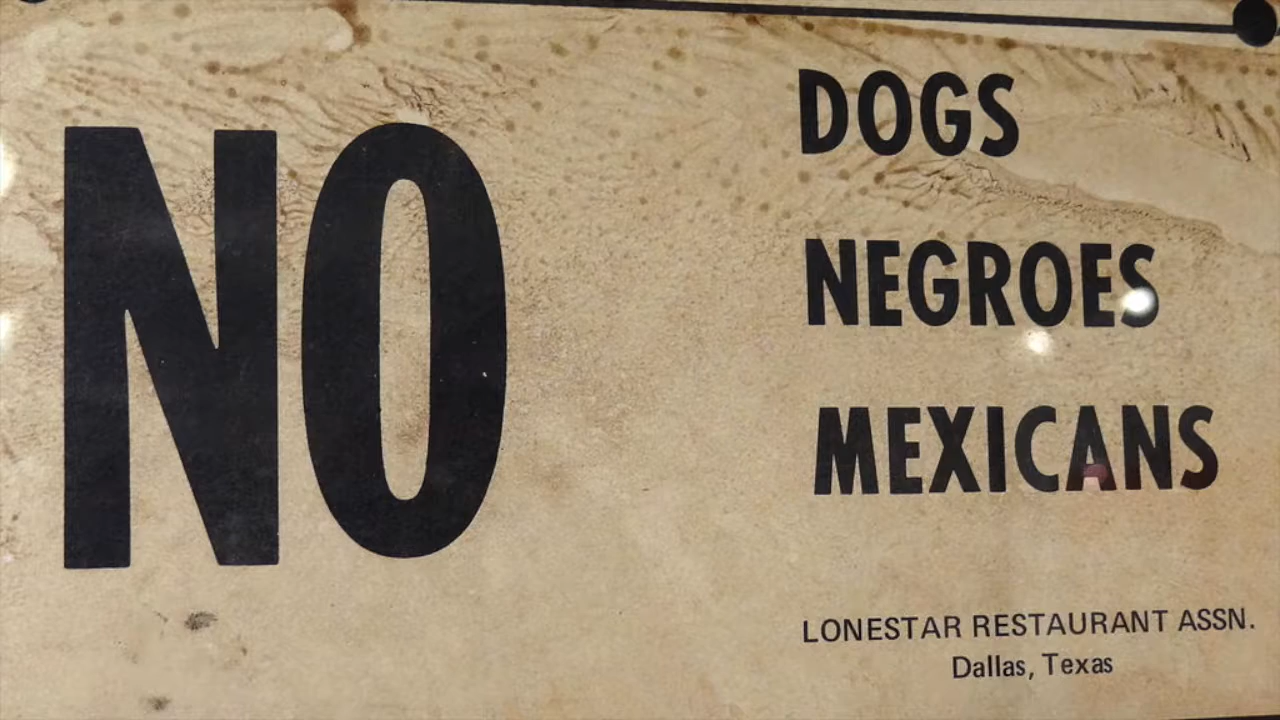 NO
DOGS
NEGROES
MEXICANS
LONESTAR RESTAURANT ASSN.
Dallas, Texas